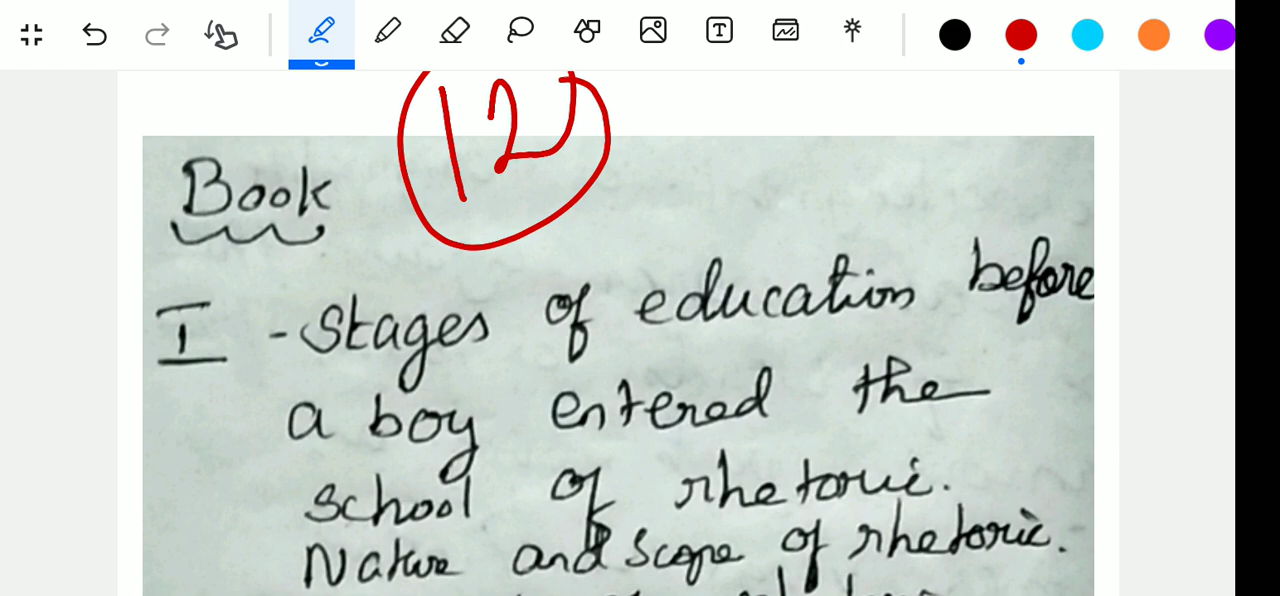 12
Book
I - Stages of education before
a boy entered the
school of rhetoric.
Nature and scope of rhetoric.